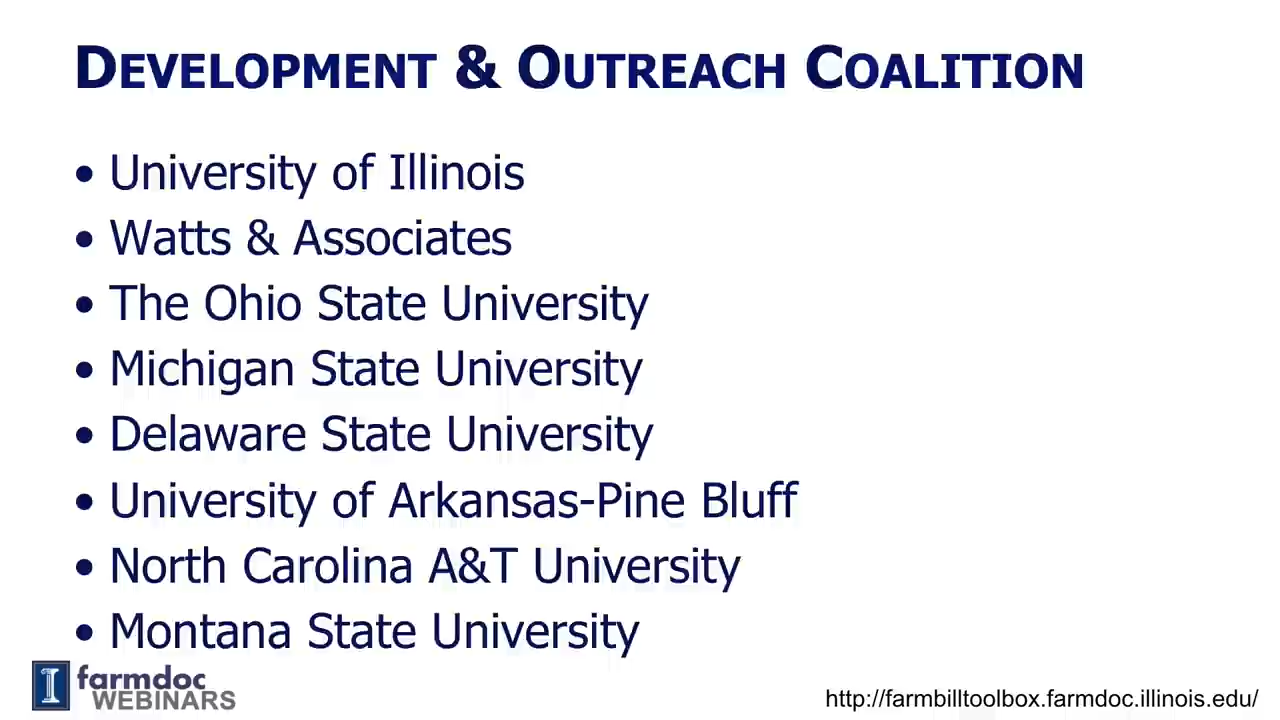 DEVELOPMENT & OUTREACH COALITION
• University of Illinois
• Watts & Associates
• The Ohio State University
• Michigan State University
• Delaware State University
• University of Arkansas-Pine Bluff
• North Carolina A&T University
• Montana State University
I farmdoc
WEBINARS
http://farmbilltoolbox.farmdoc.illinois.edu/